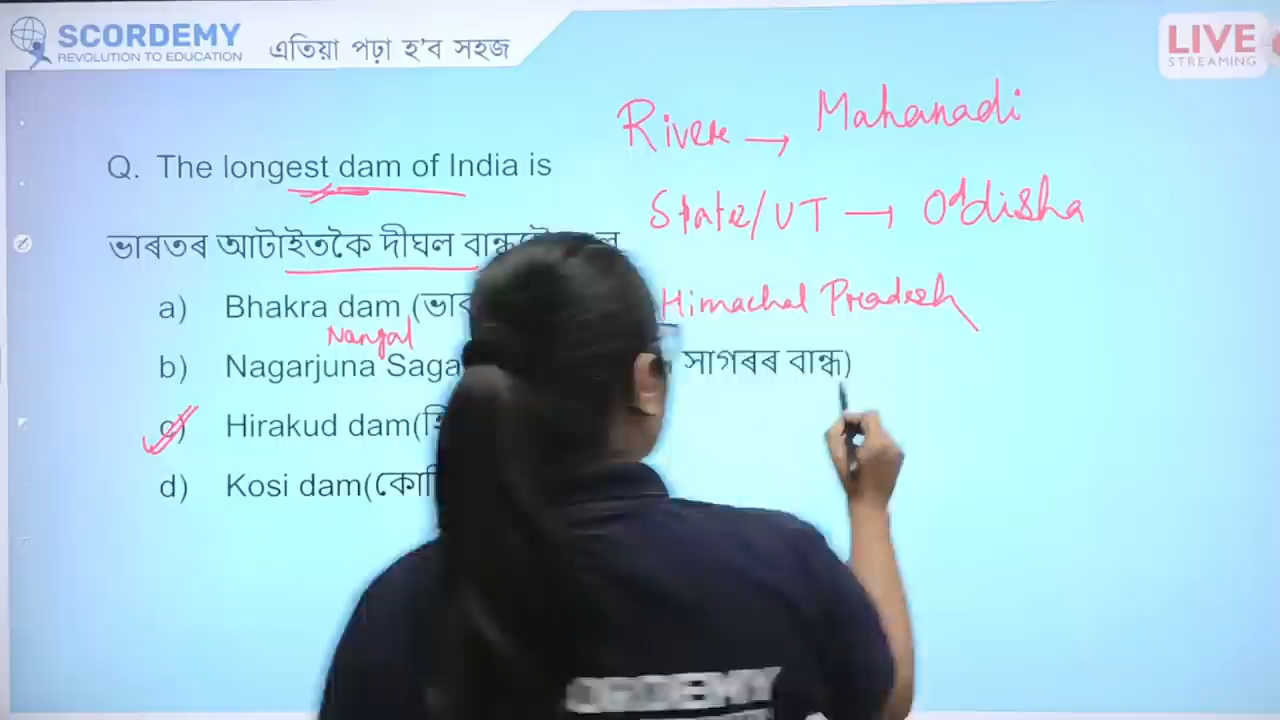 SCORDEMY
REVOLUTION TO EDUCATION
এতিয়া পঢ়া হ'ব সহজ
LIVE
STREAMING
River → Mahanadi
Q. The longest dam of India is
State/UT → Oddisha
ভাৰতৰ আটাইতকৈ দীঘল
a) Bhakra dam Himachal Pradesh
Nangal
b) Nagarjuna সাগৰৰ বান্ধ)
c) Hirakud dam(
d) Kosi dam(